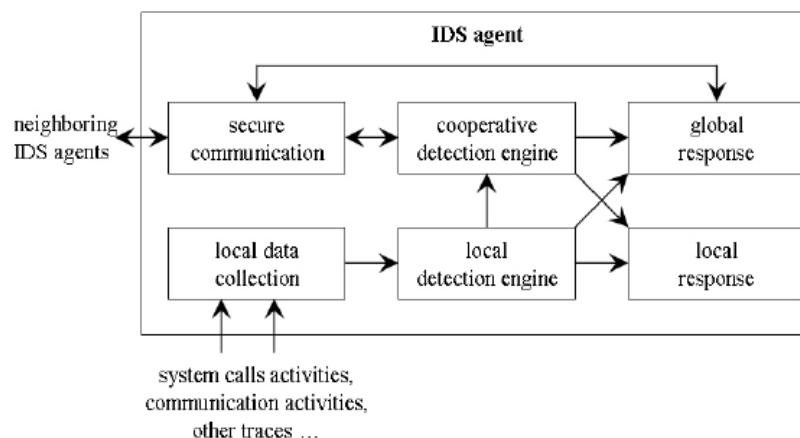 IDS agent
neighboring
IDS agents
secure
communication
cooperative
detection engine
global
response
local data
collection
local
detection engine
local
response
system calls activities,
communication activities,
other traces ...